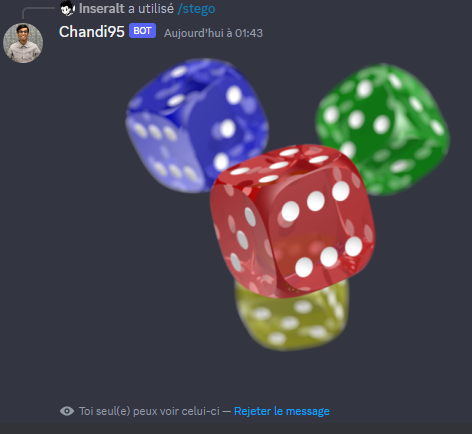 Inseralt a utilisé /stego
Chandi95 BOT Aujourd'hui à 01:43
Toi seul(e) peux voir celui-ci — Rejeter le message